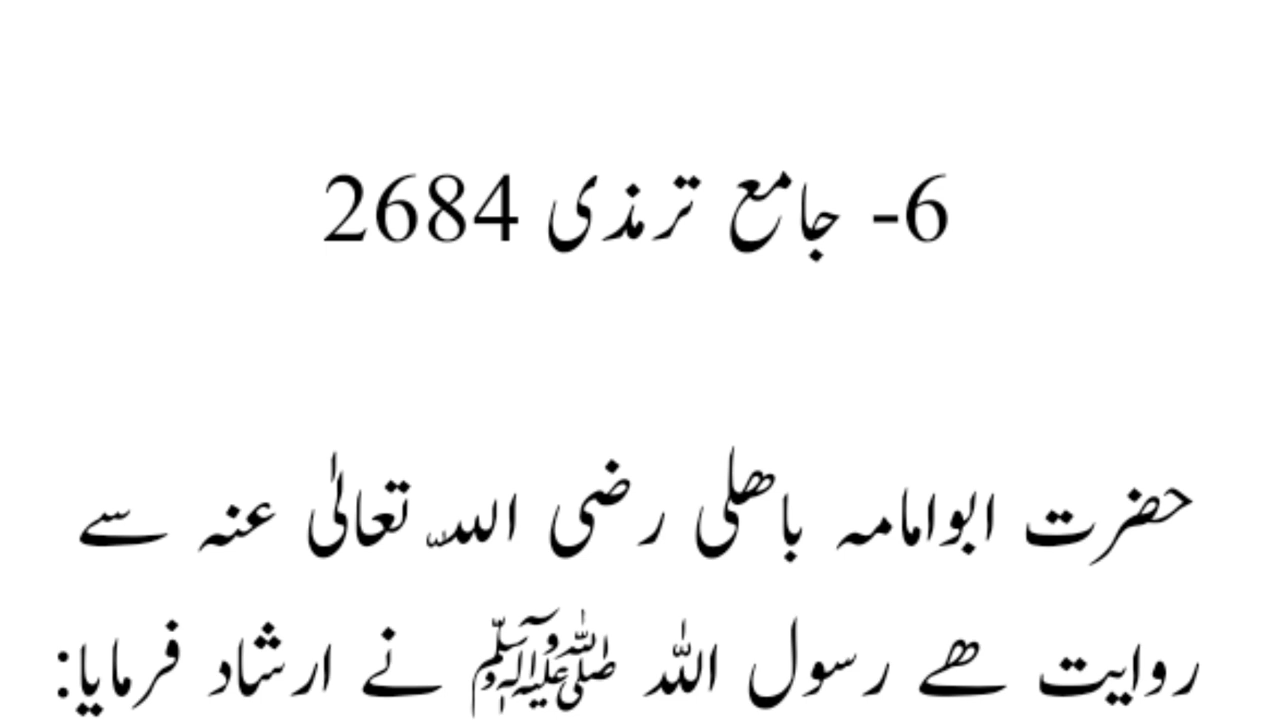 6- جامع ترمذی 2684
حضرت ابوامامہ باھلی رضی اللہ تعالیٰ عنہ سے
روایت ھے رسول اللہ ﷺ نے ارشاد فرمایا: